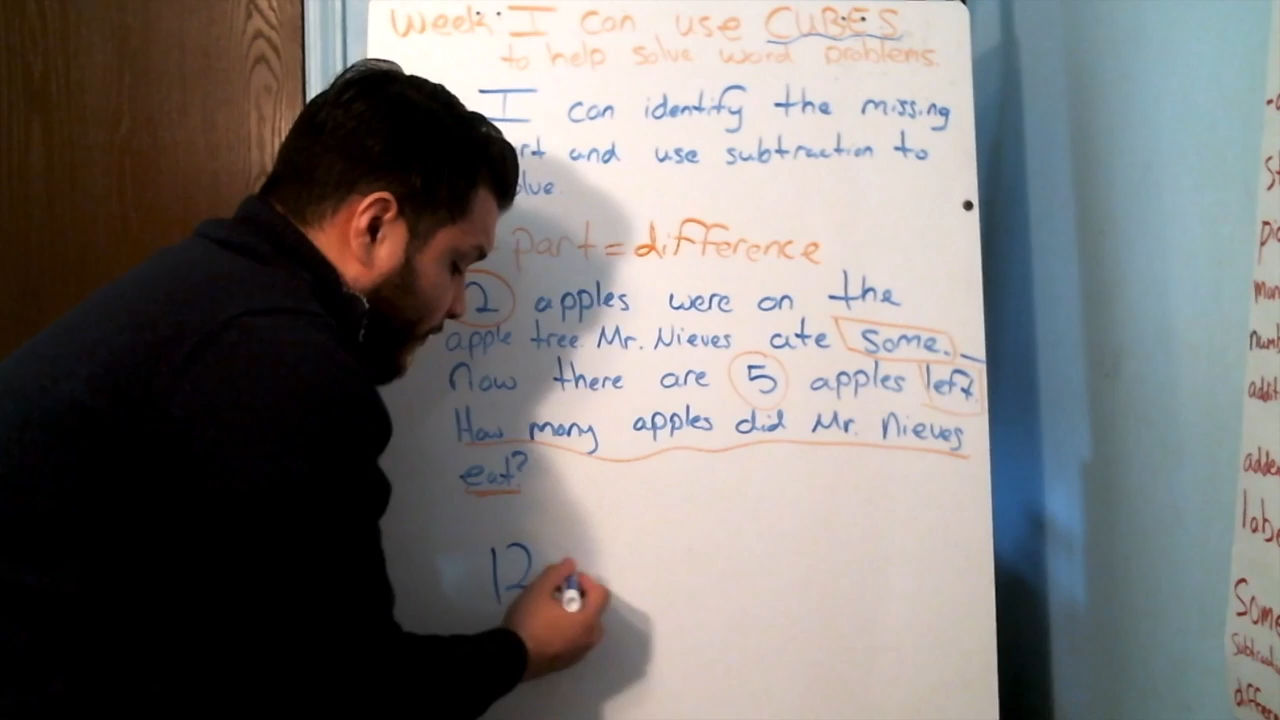 Week: I can use CUBES
to help solve word problems.
I can identify the missing
and use subtraction to
part = difference
2 apples were on the
apple tree Mr. Nieves ate some.
Now there are 5 apples left.
How many apples did Mr. Nieves
eat?
12